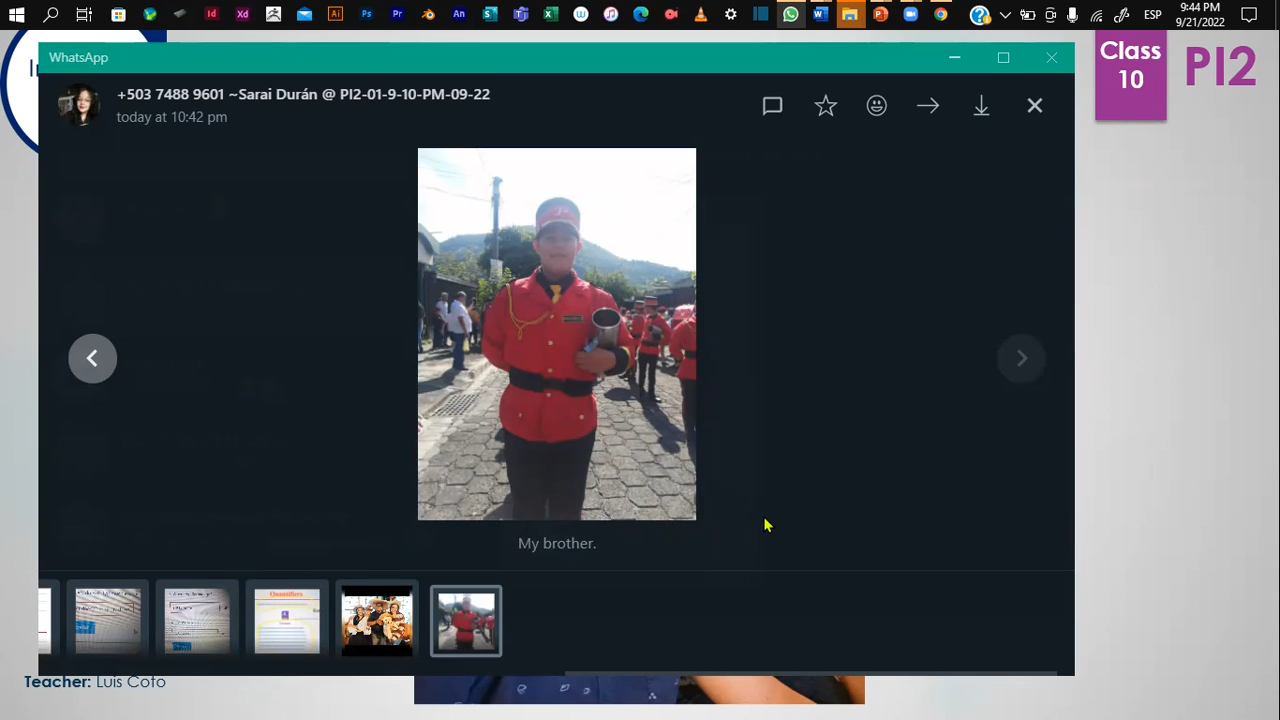 ESP
9:44 PM
9/21/2022
WhatsApp
+503 7488 9601 ~Sarai Durán @ PI2-01-9-10-PM-09-22
today at 10:42 pm
Class
10
PI2
My brother.
Quantifiers
Teacher: Luis Coto